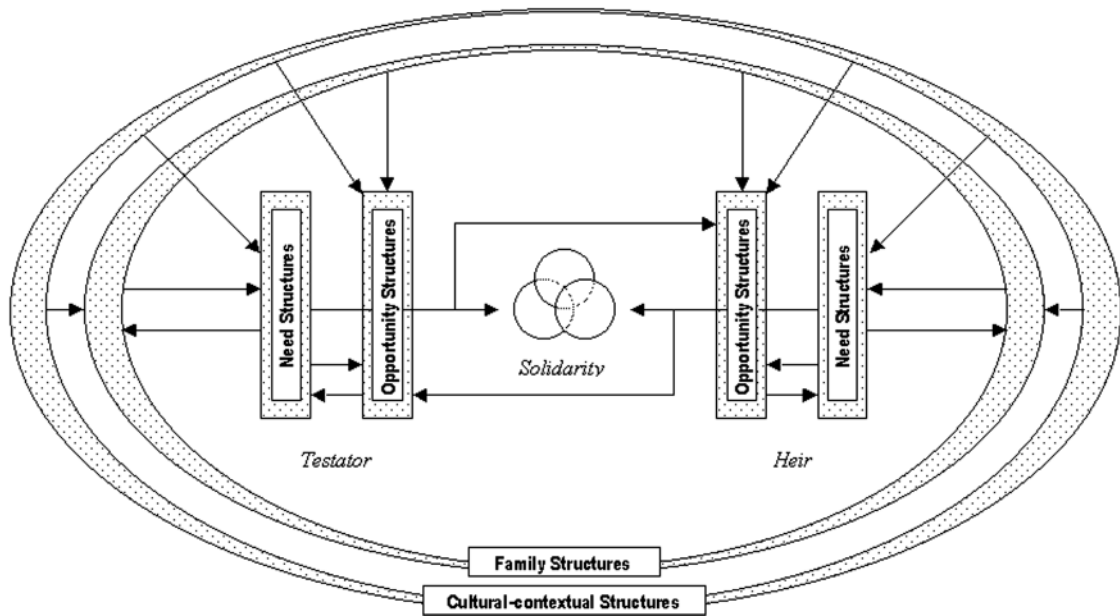 Need Structures
Opportunity Structures
Opportunity Structures
Need Structures
Solidarity
Testator
Heir
Family Structures
Cultural-contextual Structures